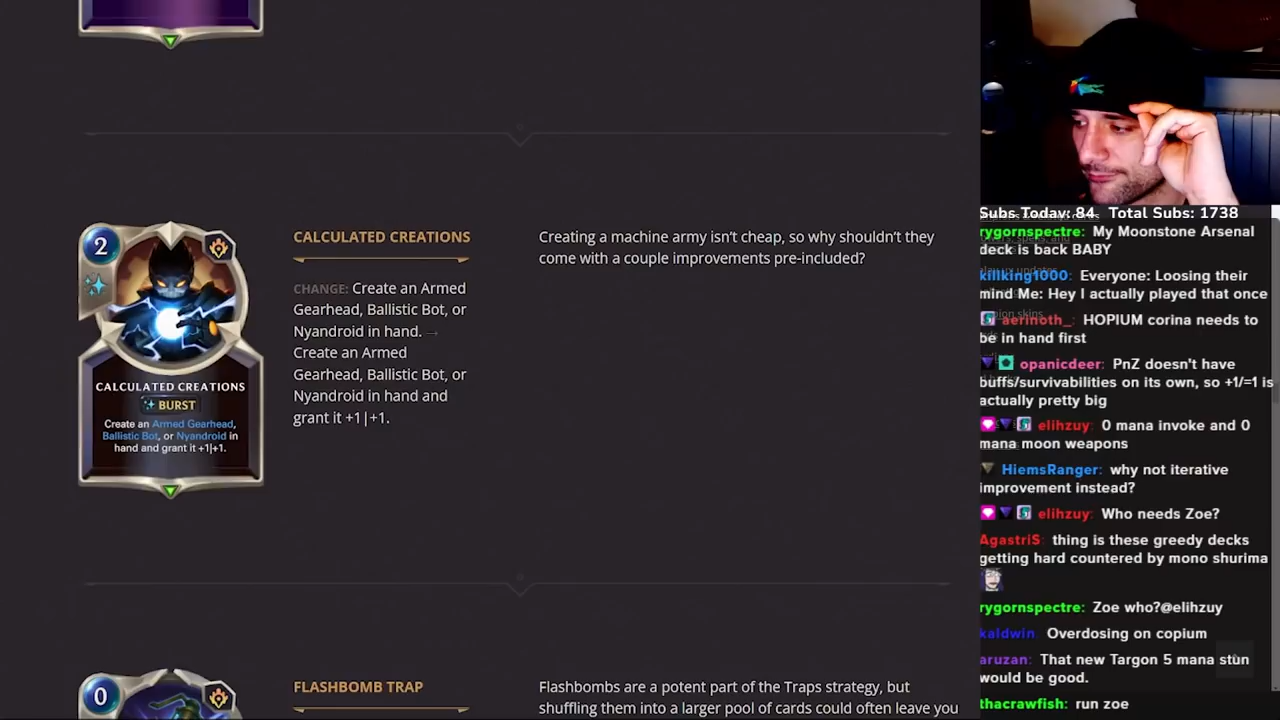 2
CALCULATED CREATIONS
BURST
Create an Armed Gearhead,
Ballistic Bot, or Nyandroid in
hand and grant it +1|+1.
CALCULATED CREATIONS
CHANGE: Create an Armed
Gearhead, Ballistic Bot, or
Nyandroid in hand. →
Create an Armed
Gearhead, Ballistic Bot, or
Nyandroid in hand and
grant it +1|+1.
Creating a machine army isn't cheap, so why shouldn't they
come with a couple improvements pre-included?
0
FLASHBOMB TRAP
Flashbombs are a potent part of the Traps strategy, but
shuffling them into a larger pool of cards could often leave you
Subs Today: 84 Total Subs: 1738
rygornspectre: My Moonstone Arsenal
deck is back BABY
killking1000: Everyone: Loosing their
mind Me: Hey I actually played that once
aerinoth_: HOPIUM corina needs to
be in hand first
opanicdeer: PnZ doesn't have
buffs/survivabilities on its own, so +1/=1 is
actually pretty big
elihzuy: 0 mana invoke and 0
mana moon weapons
HiemsRanger: why not iterative
improvement instead?
elihzuy: Who needs Zoe?
AgastriS: thing is these greedy decks
getting hard countered by mono shurima
rygornspectre: Zoe who?@elihzuy
kaldwin: Overdosing on copium
aruzan: That new Targon 5 mana stun
would be good.
thacrawfish: run zoe